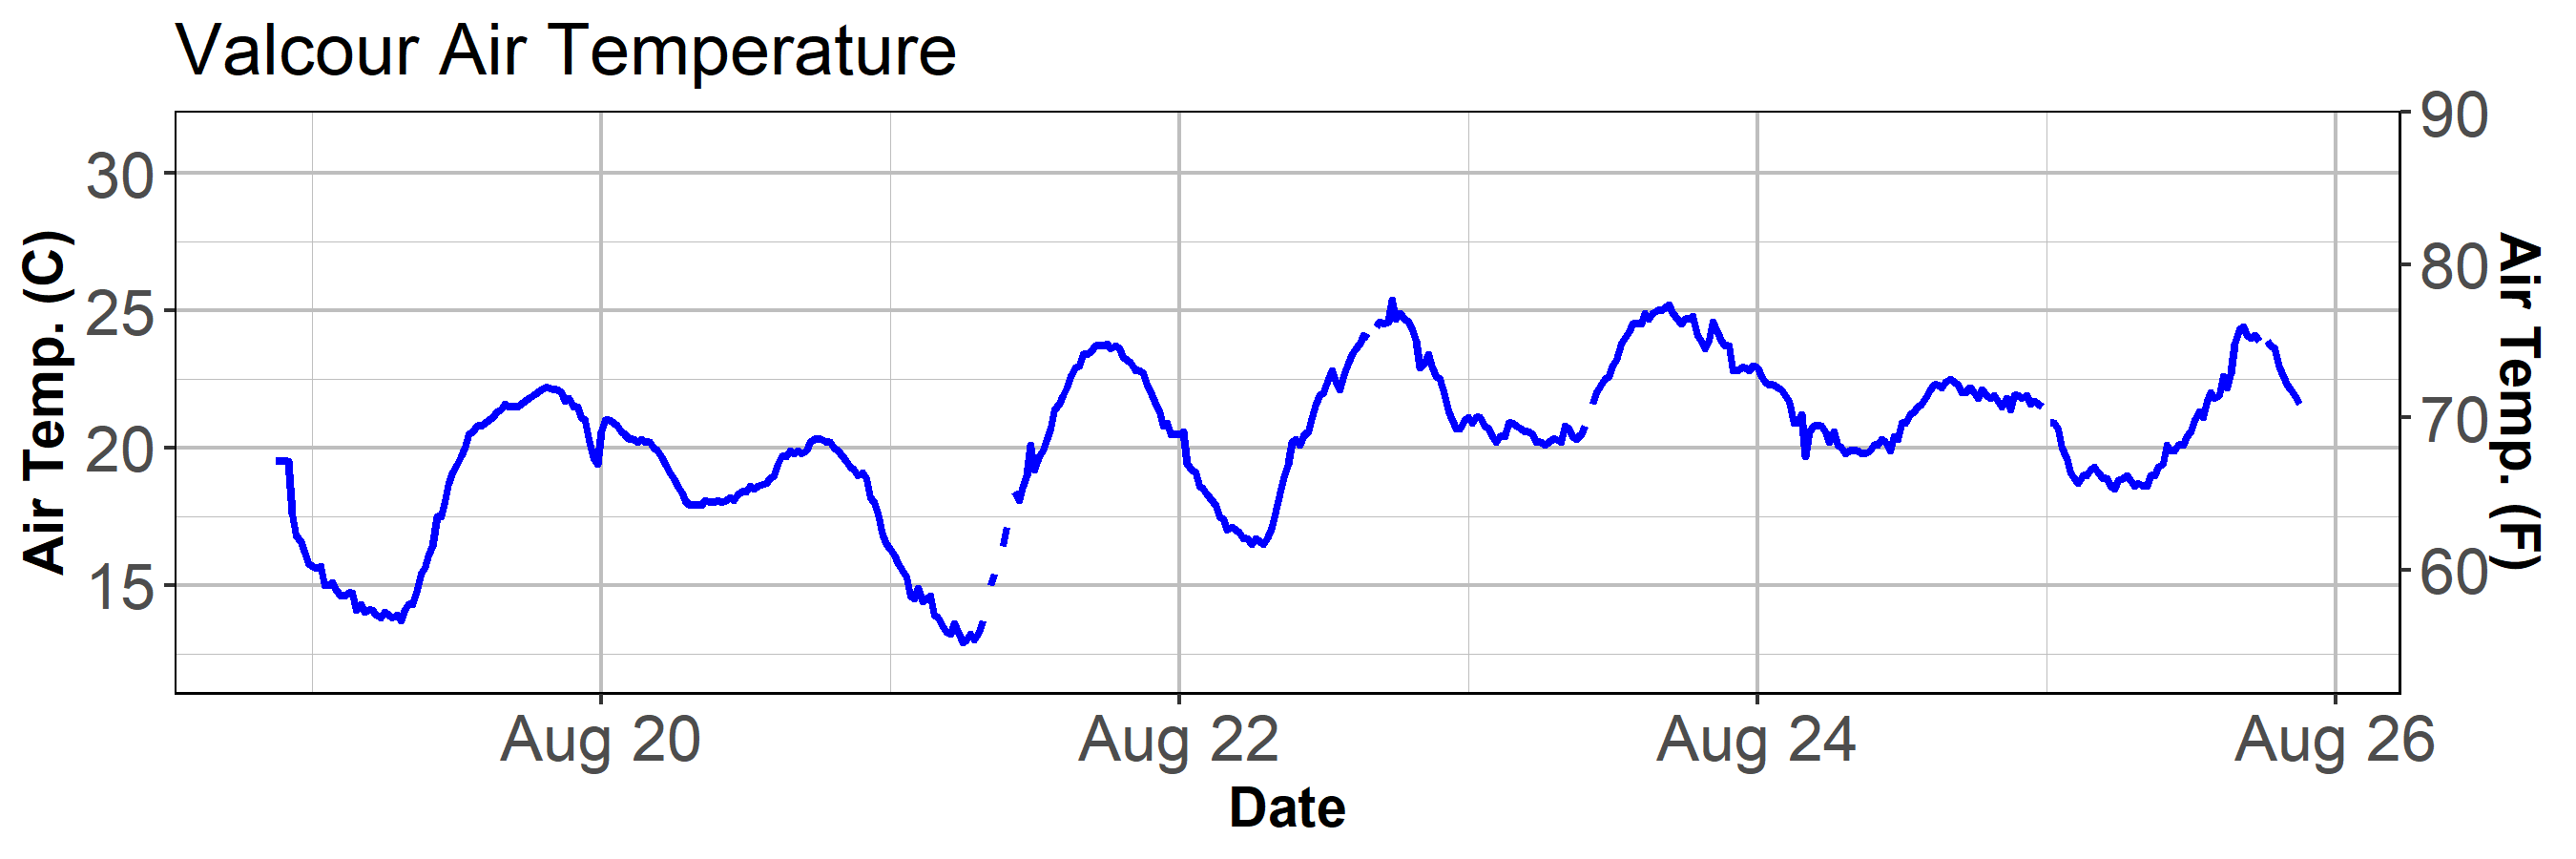 Valcour Air Temperature
Air Temp. (C)
30
25
20
15
90
80
70
60
Air Temp. (F)
Aug 20
Aug 22
Aug 24
Aug 26
Date